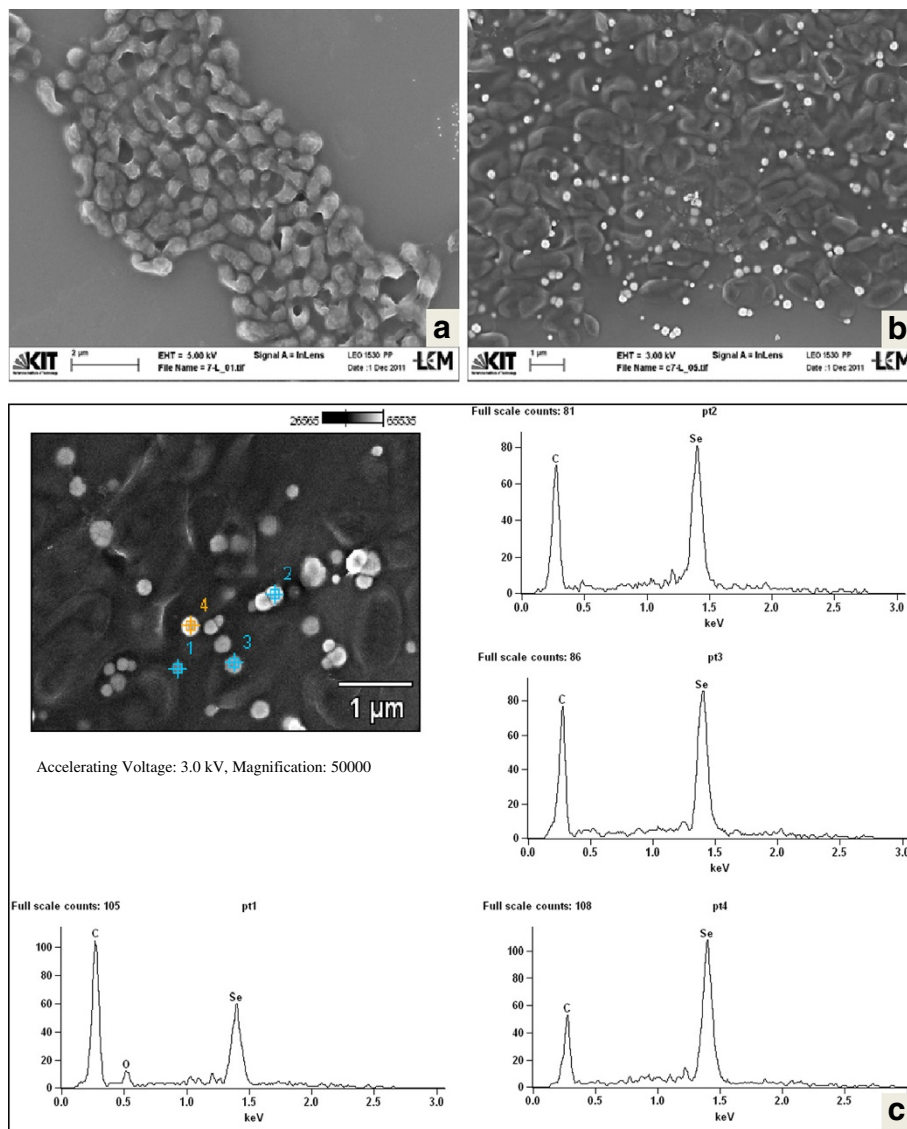 a
b
2 µm
KIT
EHT = 5.00 kV
Signal A = InLens
LEO 1530 PP
File Name = 7-L_01.tif
Date :1 Dec 2011
LEM
1 µm
KIT
EHT = 3.00 kV
Signal A = InLens
LEO 1530 PP
File Name = c7-L_05.tif
Date :1 Dec 2011
LEM
26565 65535
2
4
1
3
1 µm
Accelerating Voltage: 3.0 kV, Magnification: 50000
Full scale counts: 81 pt2
Se
C
80
60
40
20
0
0.0 0.5 1.0 1.5 2.0 2.5 3.0
keV
Full scale counts: 86 pt3
Se
C
80
60
40
20
0
0.0 0.5 1.0 1.5 2.0 2.5 3.0
keV
Full scale counts: 105 pt1
C
Se
O
100
80
60
40
20
0
0.0 0.5 1.0 1.5 2.0 2.5 3.0
keV
Full scale counts: 108 pt4
Se
C
100
80
60
40
20
0
0.0 0.5 1.0 1.5 2.0 2.5 3.0
keV
c